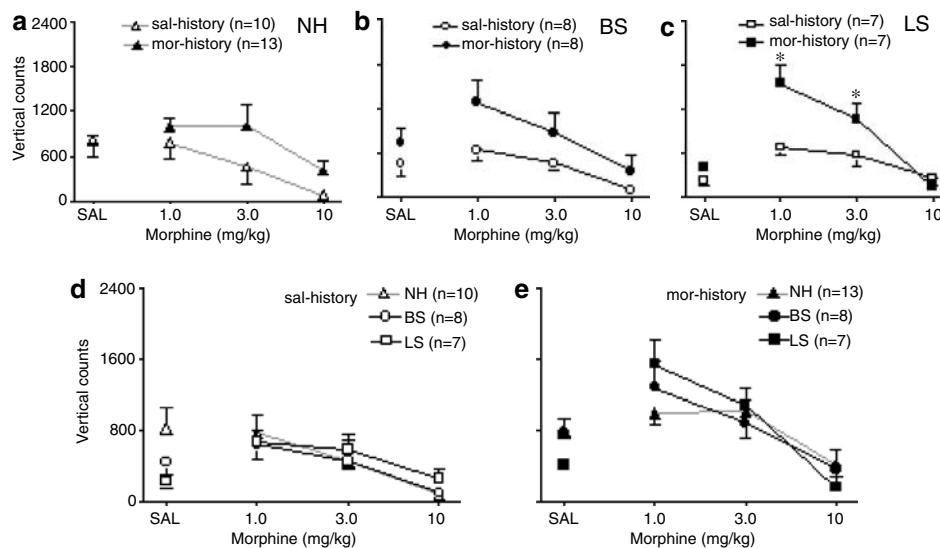 a
sal-history (n=10) NH
mor-history (n=13)
Vertical counts
1800
1200
600
0
SAL 1.0 3.0 10
Morphine (mg/kg)
b
sal-history (n=8) BS
mor-history (n=8)
SAL 1.0 3.0 10
Morphine (mg/kg)
c
sal-history (n=7) LS
mor-history (n=7)
* *
SAL 1.0 3.0 10
Morphine (mg/kg)
d
2400
1600
800
0
Vertical counts
sal-history
NH (n=10)
BS (n=8)
LS (n=7)
SAL 1.0 3.0 10
Morphine (mg/kg)
e
mor-history
NH (n=13)
BS (n=8)
LS (n=7)
SAL 1.0 3.0 10
Morphine (mg/kg)